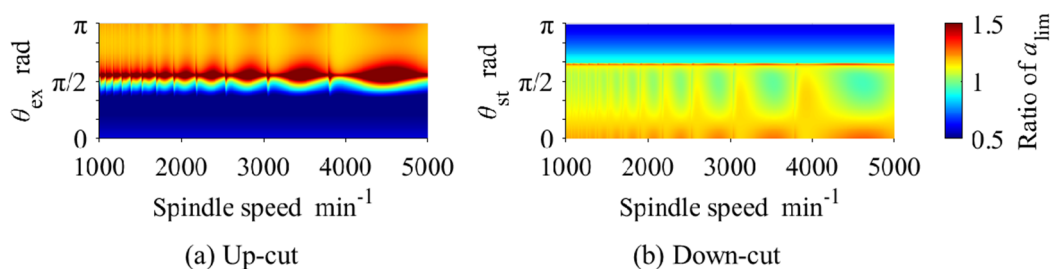 π
π/2
0
θex rad
1000 2000 3000 4000 5000
Spindle speed min-1
(a) Up-cut
π
π/2
0
θst rad
1000 2000 3000 4000 5000
Spindle speed min-1
(b) Down-cut
1.5
1
0.5
Ratio of alim